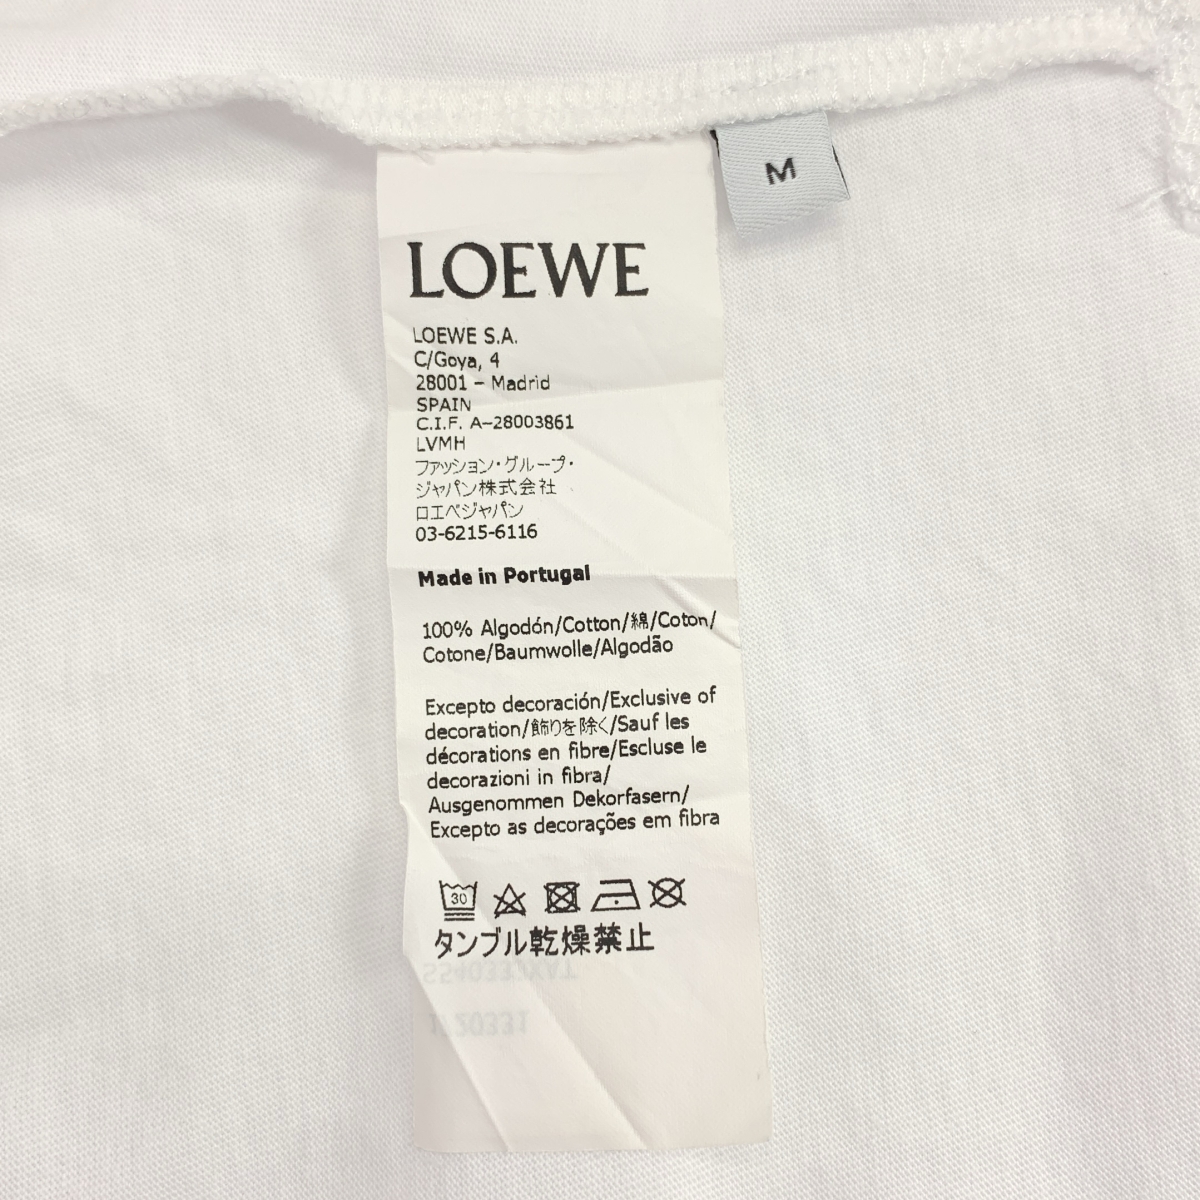 M
LOEWE
LOEWE S.A.
C/Goya, 4
28001 – Madrid
SPAIN
C.I.F. A-28003861
LVMH
ファッション・グループ・
ジャパン株式会社
ロエベジャパン
03-6215-6116
Made in Portugal
100% Algodón/Cotton/綿/Coton/
Cotone/Baumwolle/Algodão
Excepto decoración/Exclusive of
decoration/飾りを除く/Sauf les
décorations en fibre/Escluse le
decorazioni in fibra/
Ausgenommen Dekorfasern/
Excepto as decorações em fibra
30
タンブル乾燥禁止